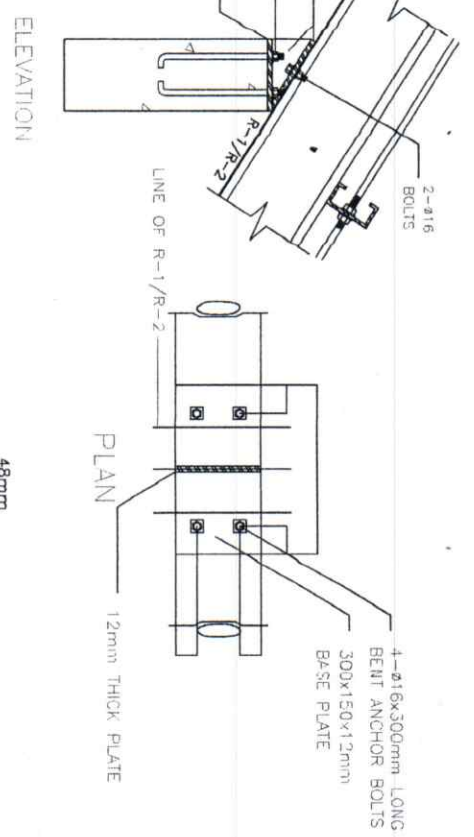 2-ø16
BOLTS
R-1/R-2
ELEVATION
LINE OF R-1/R-2
4-ø16x300mm LONG
BENT ANCHOR BOLTS
300x150x12mm
BASE PLATE
PLAN
12mm THICK PLATE
48mm